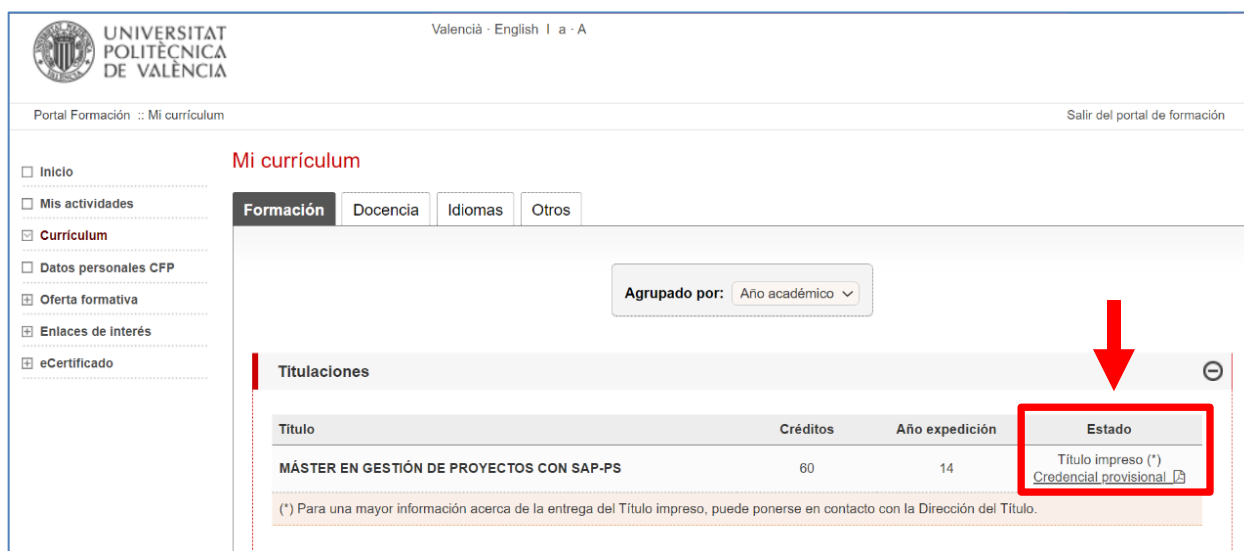 UNIVERSITAT
POLITÈCNICA
DE VALÈNCIA
Valencià · English | a · A
Portal Formación :: Mi currículum
Salir del portal de formación
Inicio
Mis actividades
Currículum
Datos personales CFP
Oferta formativa
Enlaces de interés
eCertificado
Mi currículum
Formación Docencia Idiomas Otros
Agrupado por: Año académico
Titulaciones
Título Créditos Año expedición Estado
MÁSTER EN GESTIÓN DE PROYECTOS CON SAP-PS 60 14 Título impreso (*)
Credencial provisional
(*) Para una mayor información acerca de la entrega del Título impreso, puede ponerse en contacto con la Dirección del Título.